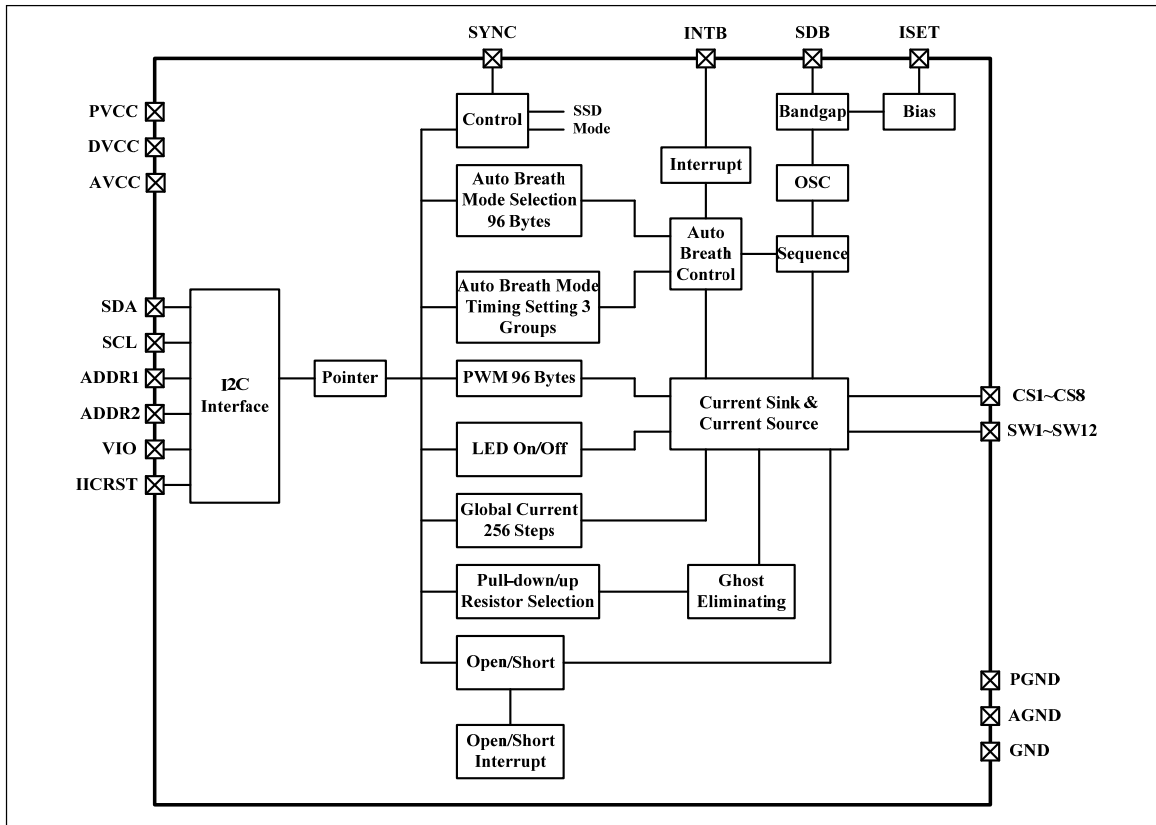 SYNC
INTB
SDB
ISET
PVCC
DVCC
AVCC
Control
SSD
Mode
Bandgap
Bias
Interrupt
OSC
Auto Breath
Mode Selection
96 Bytes
Auto
Breath
Control
Sequence
Auto Breath Mode
Timing Setting 3
Groups
SDA
SCL
ADDR1
ADDR2
VIO
IICRST
I2C
Interface
Pointer
PWM 96 Bytes
Current Sink &
Current Source
CS1~CS8
SW1~SW12
LED On/Off
Global Current
256 Steps
Pull-down/up
Resistor Selection
Ghost
Eliminating
Open/Short
Open/Short
Interrupt
PGND
AGND
GND